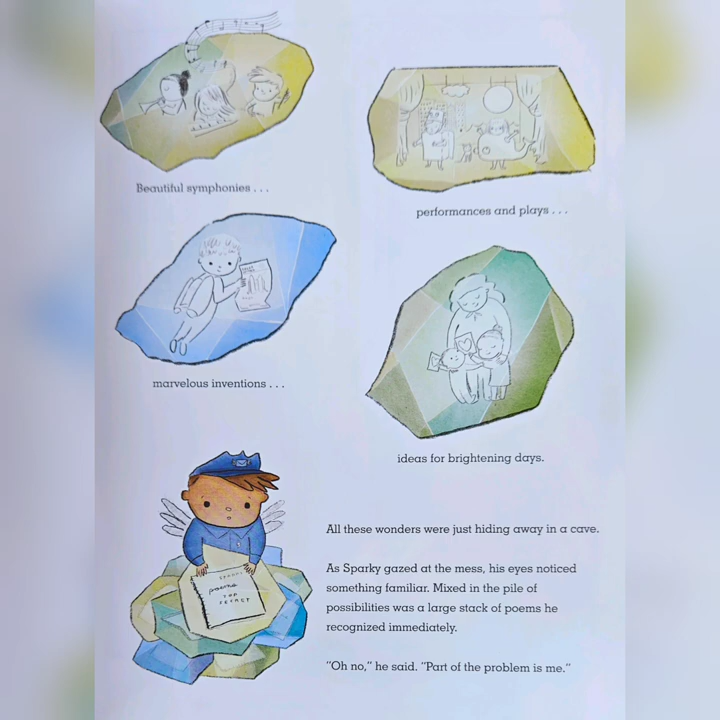 Beautiful symphonies . . .
performances and plays . . .
marvelous inventions . . .
ideas for brightening days.
poems
TOP
SECRET
All these wonders were just hiding away in a cave.
As Sparky gazed at the mess, his eyes noticed
something familiar. Mixed in the pile of
possibilities was a large stack of poems he
recognized immediately.
"Oh no," he said. "Part of the problem is me."